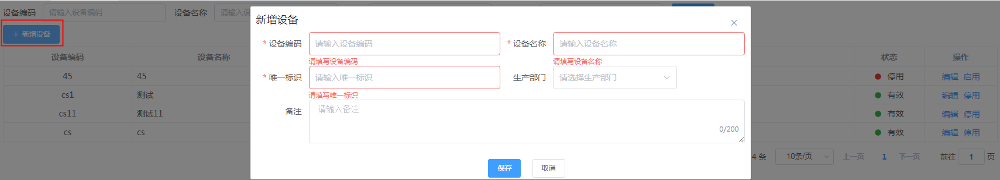 设备编码 请输入设备编码 设备名称 请输入
+ 新增设备
设备编码 设备名称 状态 操作
45 45 停用 编辑 启用
cs1 测试 有效 编辑 停用
cs11 测试11 有效 编辑 停用
cs cs 有效 编辑 停用
4 条 10条/页 上一页 1 下一页 前往 1 页
新增设备
* 设备编码 请输入设备编码 * 设备名称 请输入设备名称
请填写设备编码 请填写设备名称
* 唯一标识 请输入唯一标识 生产部门 请选择生产部门
请填写唯一标识
备注 请输入备注
0/200
保存 取消